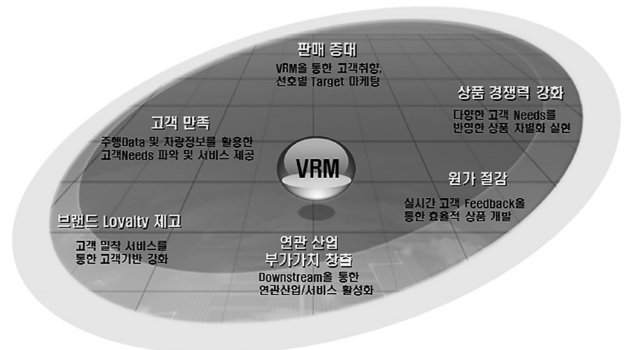 판매 증대
VRM을 통한 고객취향,
선호별 Target 마케팅
상품 경쟁력 강화
다양한 고객 Needs를
반영한 상품 차별화 실현
고객 만족
주행Data 및 차량정보를 활용한
고객Needs 파악 및 서비스 제공
VRM
원가 절감
실시간 고객 Feedback을
통한 효율적 상품 개발
브랜드 Loyalty 제고
고객 밀착 서비스를
통한 고객기반 강화
연관 산업
부가가치 창출
Downstream을 통한
연관산업/서비스 활성화